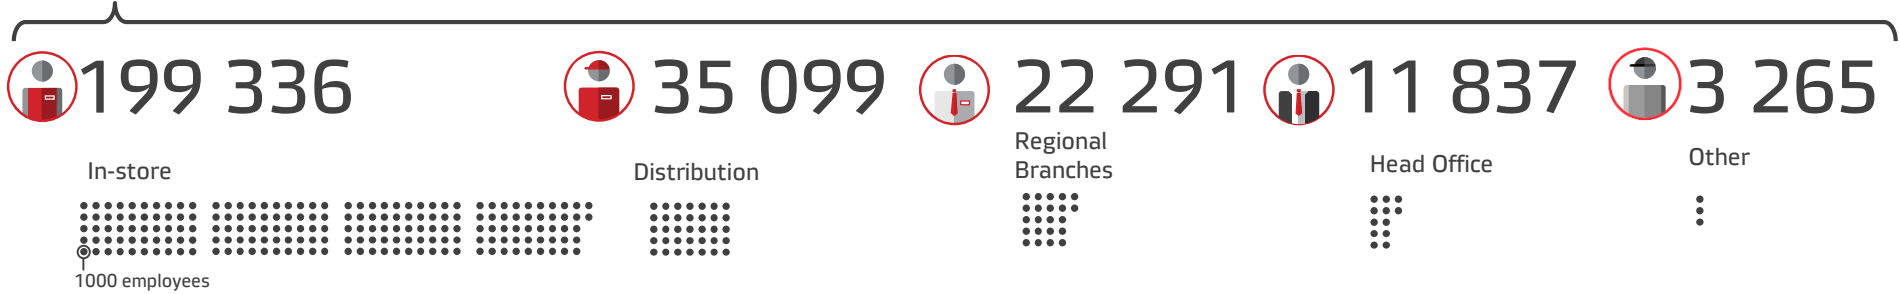 199 336
35 099
22 291
11 837
3 265
In-store
Distribution
Regional
Branches
Head Office
Other
1000 employees